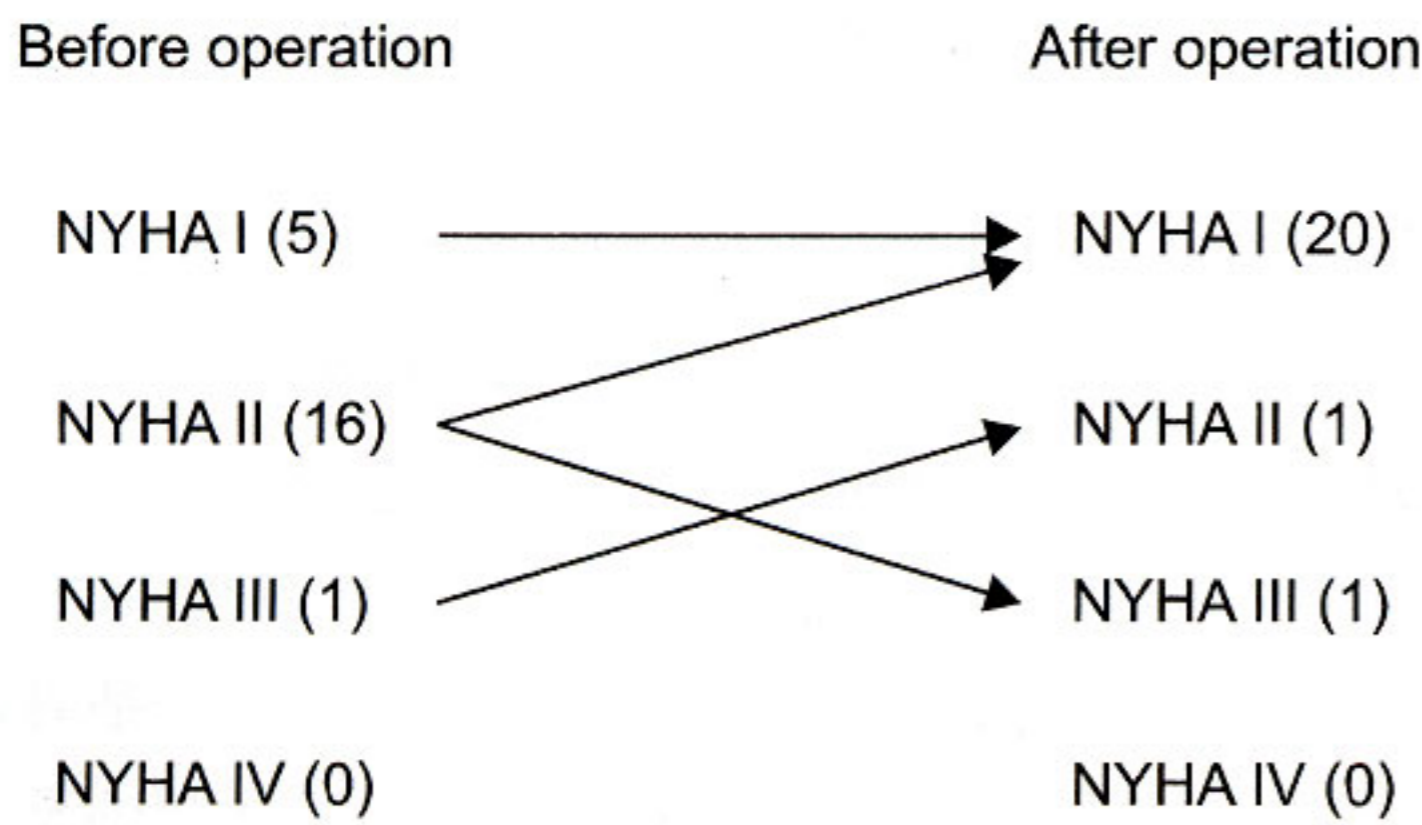 Before operation After operation
NYHA I (5) NYHA I (20)
NYHA II (16) NYHA II (1)
NYHA III (1) NYHA III (1)
NYHA IV (0) NYHA IV (0)